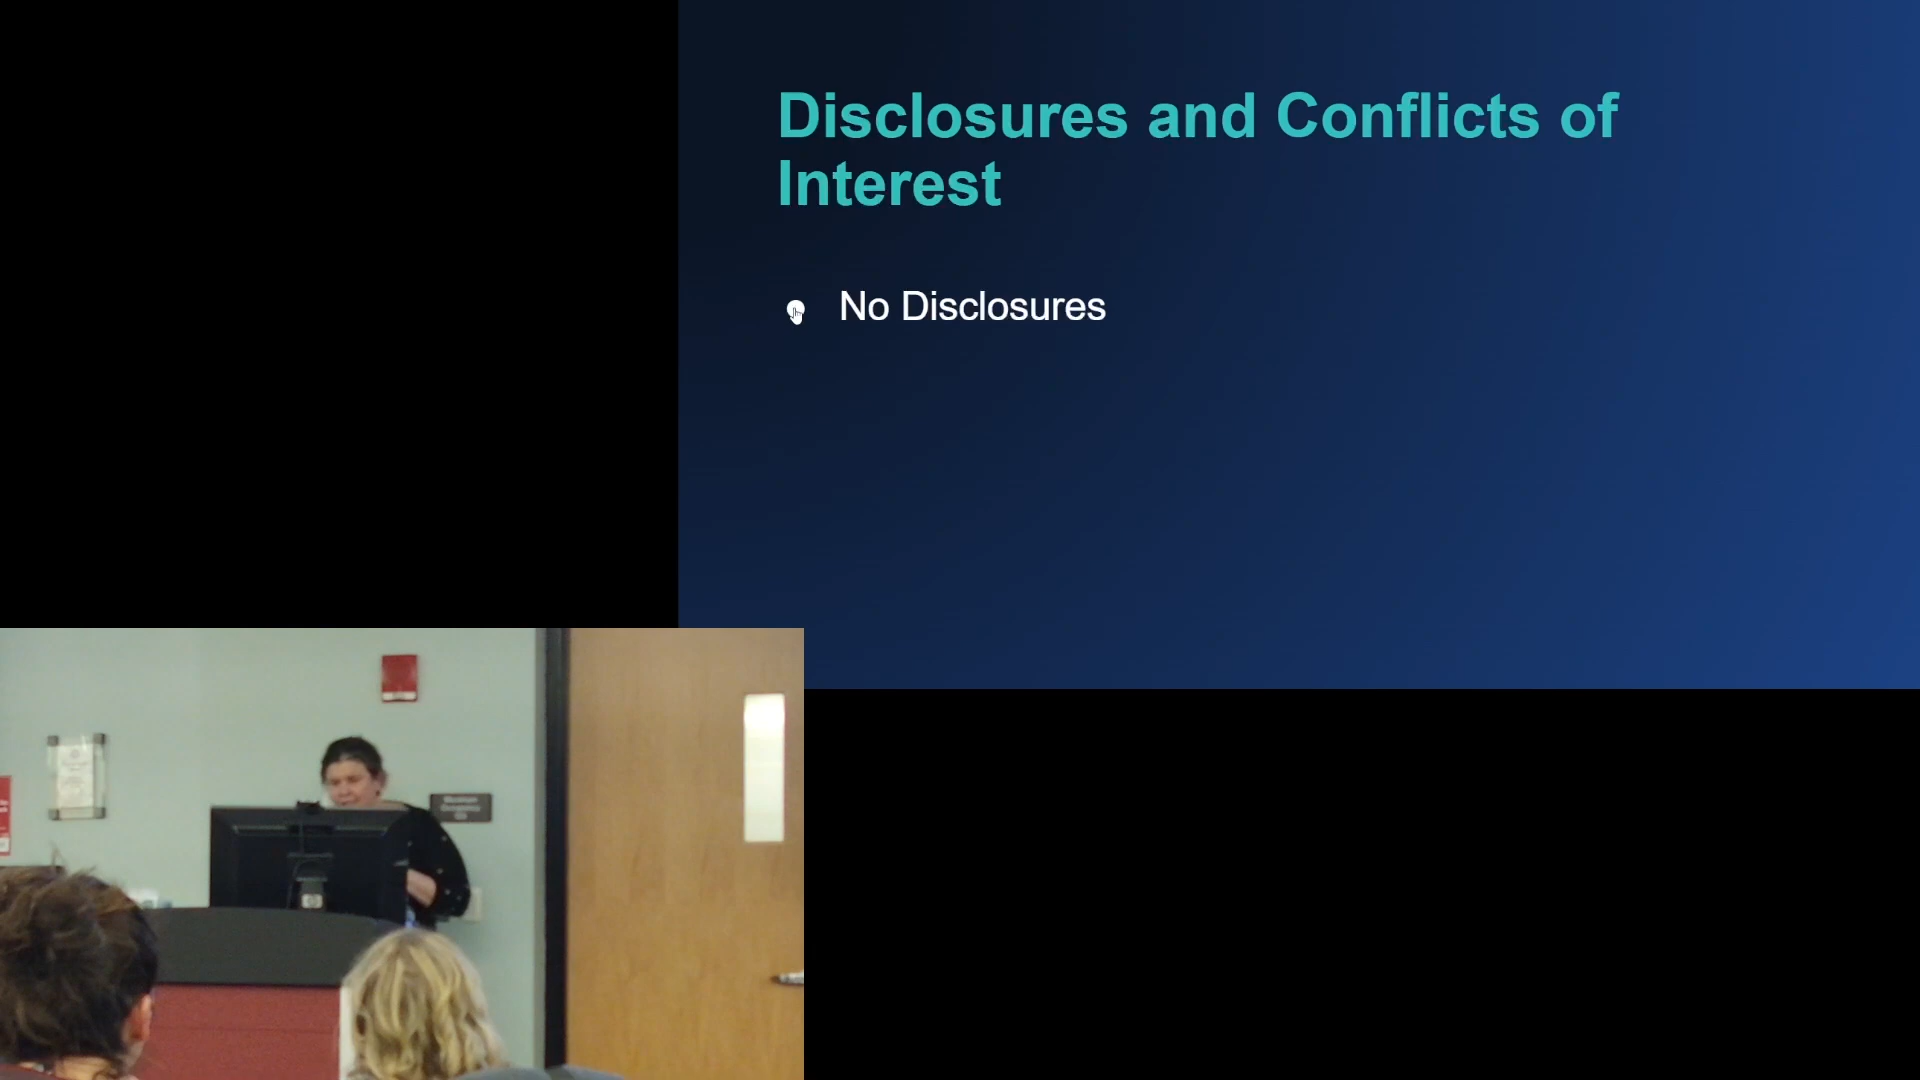 Disclosures and Conflicts of
Interest
No Disclosures